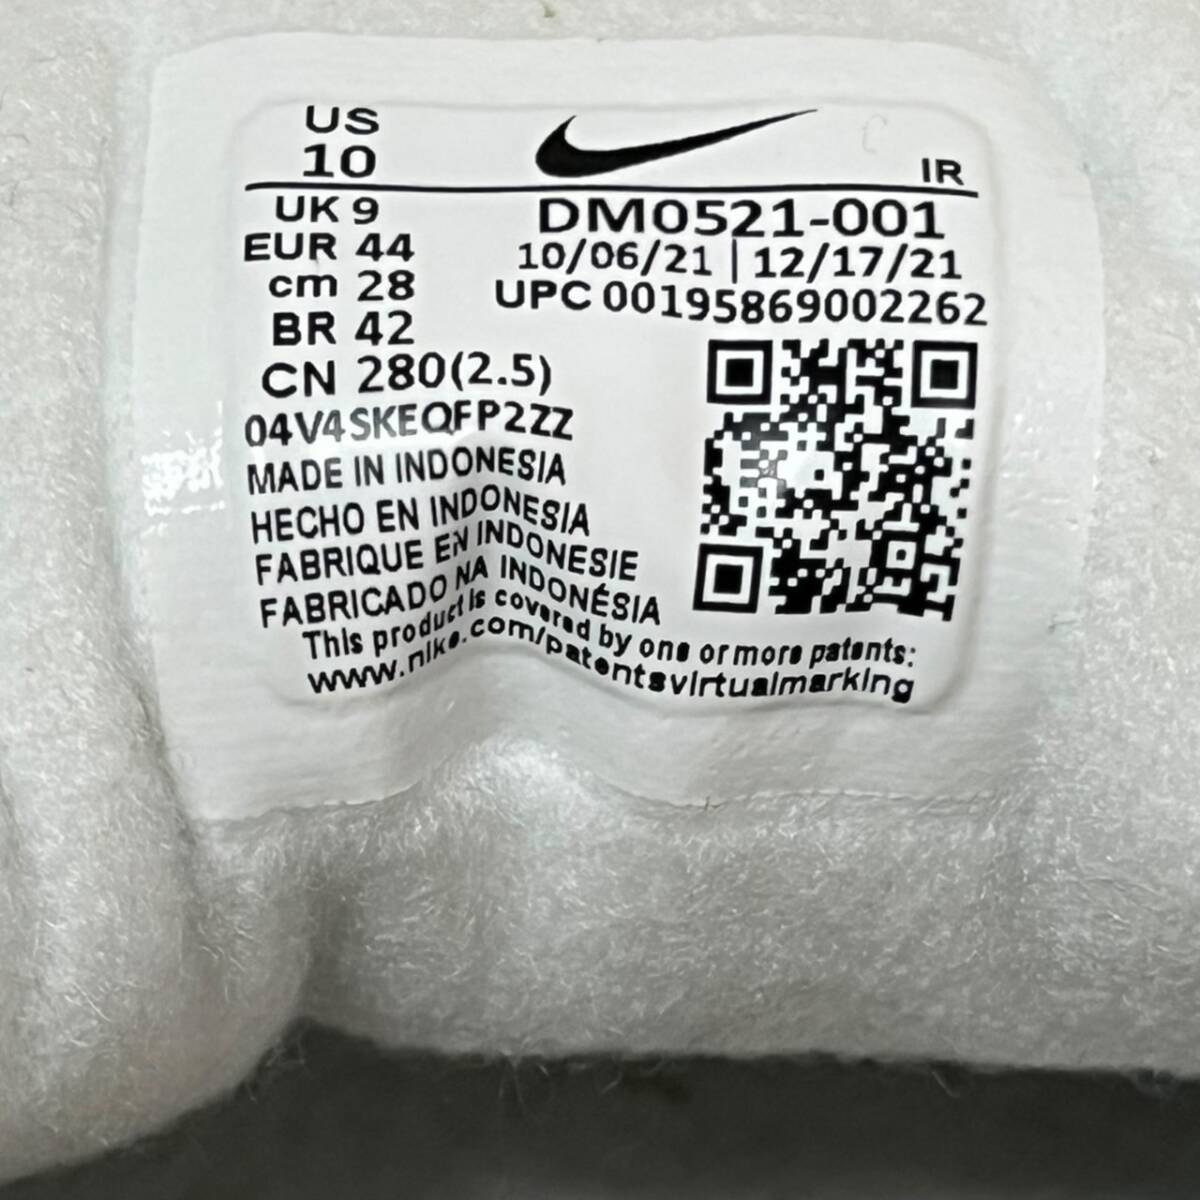 US
10
IR
UK 9
EUR 44
cm 28
BR 42
CN 280(2.5)
DM0521-001
10/06/21 | 12/17/21
UPC 00195869002262
04V4SKEQFP2ZZ
MADE IN INDONESIA
HECHO EN INDONESIA
FABRIQUE EN INDONESIE
FABRICADO NA INDONÉSIA
This product is covered by one or more patents:
www.nike.com/patentsvirtualmarking